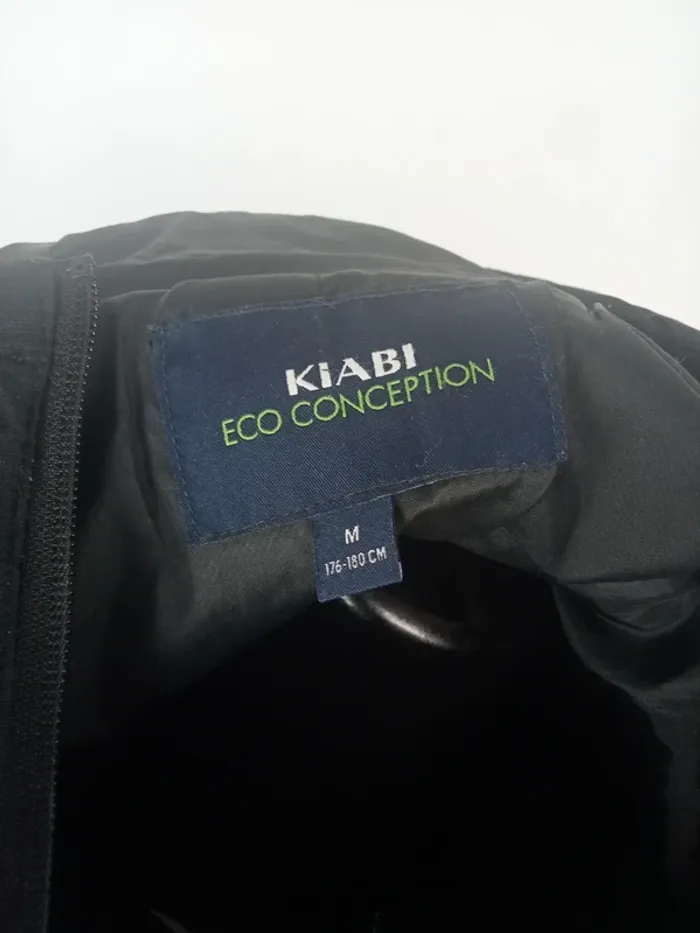 KIABI
ECO CONCEPTION
M
176-180 CM